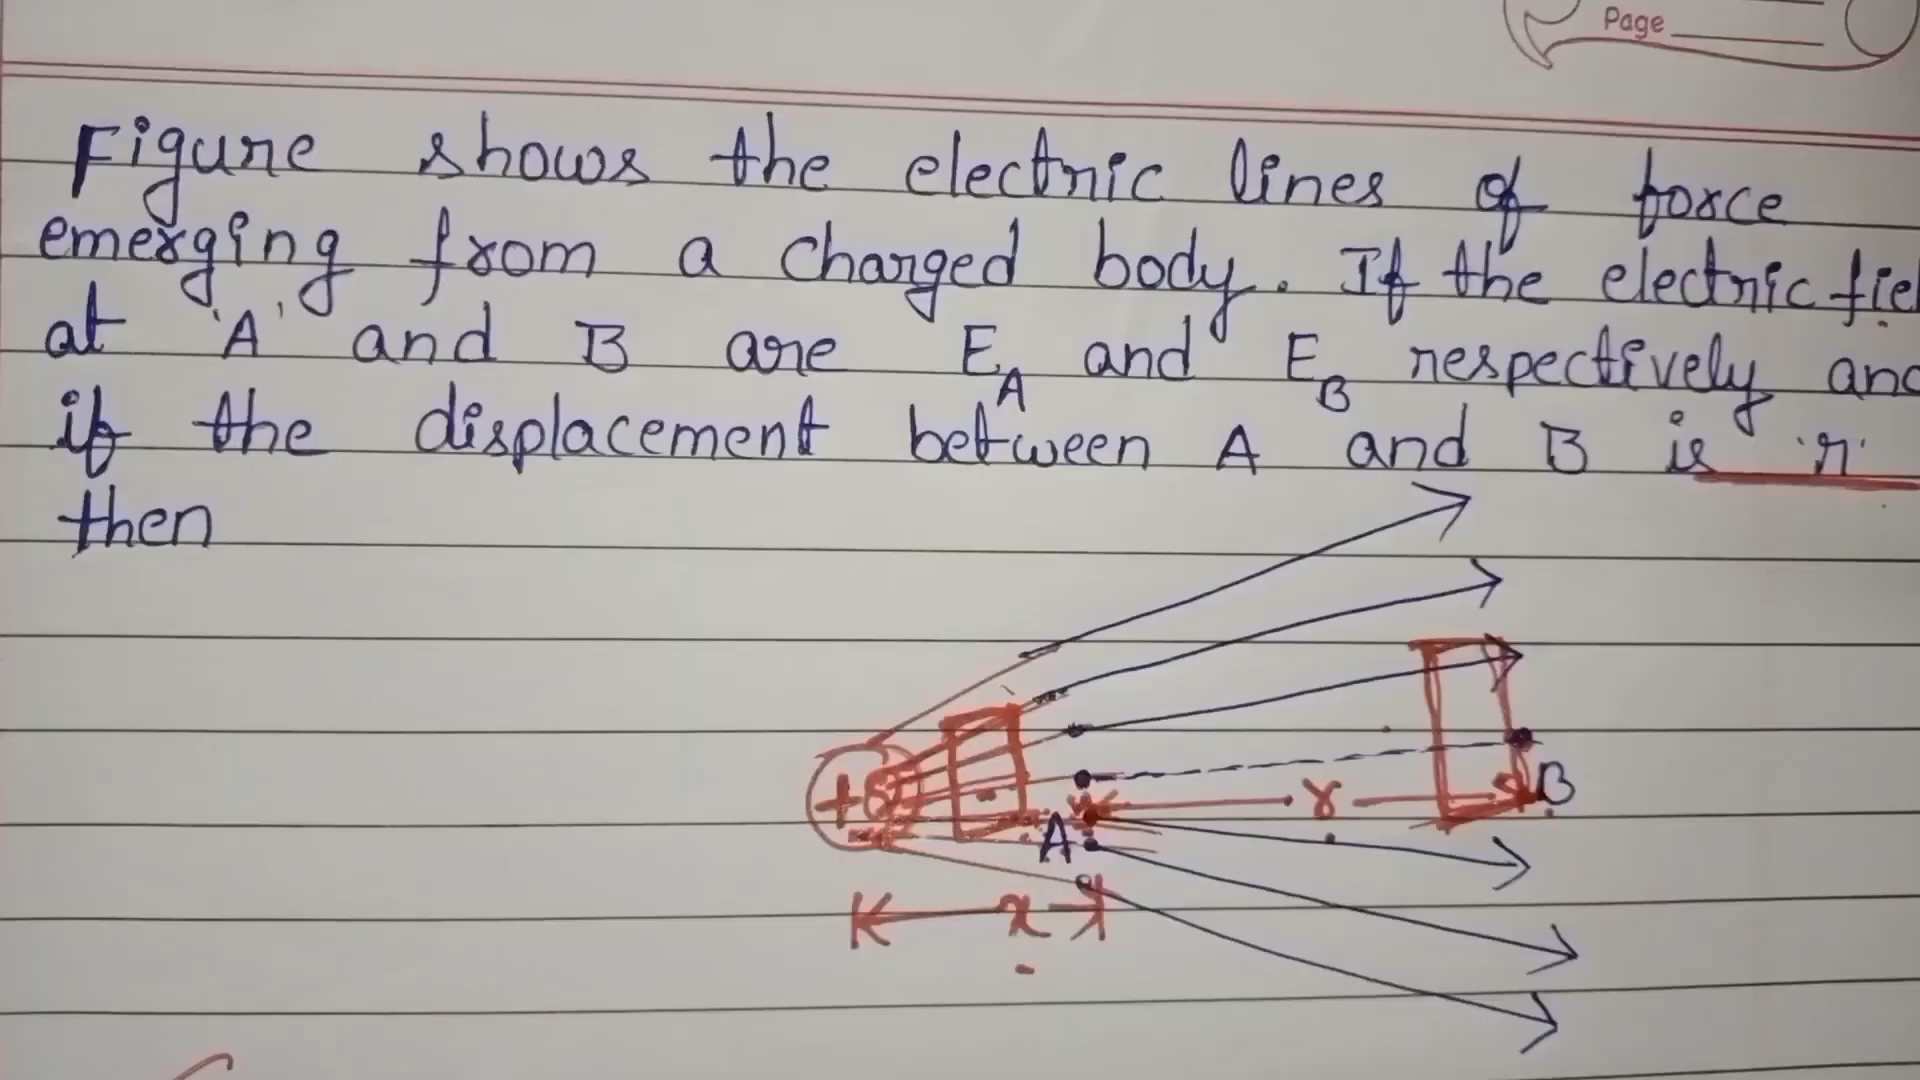 Page
Figure shows the electric lines of force
emerging from a charged body. If the electric fiel
at 'A' and B are E_A and E_B respectively and
if the displacement between A and B is 'r'
then
+
A
r
B
x